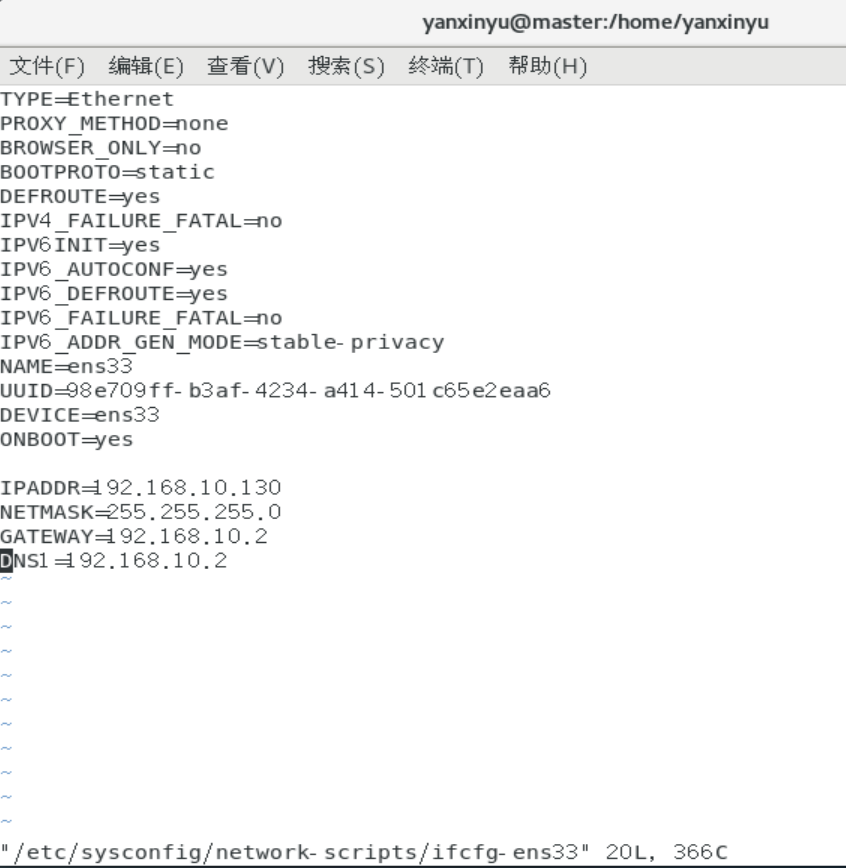 yanxinyu@master:/home/yanxinyu
文件(F) 编辑(E) 查看(V) 搜索(S) 终端(T) 帮助(H)
TYPE=Ethernet
PROXY_METHOD=none
BROWSER_ONLY=no
BOOTPROTO=static
DEFROUTE=yes
IPV4_FAILURE_FATAL=no
IPV6INIT=yes
IPV6_AUTOCONF=yes
IPV6_DEFROUTE=yes
IPV6_FAILURE_FATAL=no
IPV6_ADDR_GEN_MODE=stable-privacy
NAME=ens33
UUID=98e709ff-b3af-4234-a414-501c65e2eaa6
DEVICE=ens33
ONBOOT=yes
IPADDR=192.168.10.130
NETMASK=255.255.255.0
GATEWAY=192.168.10.2
DNS1=192.168.10.2
~
~
~
~
~
~
~
~
~
~
~
"/etc/sysconfig/network-scripts/ifcfg-ens33" 20L, 366C